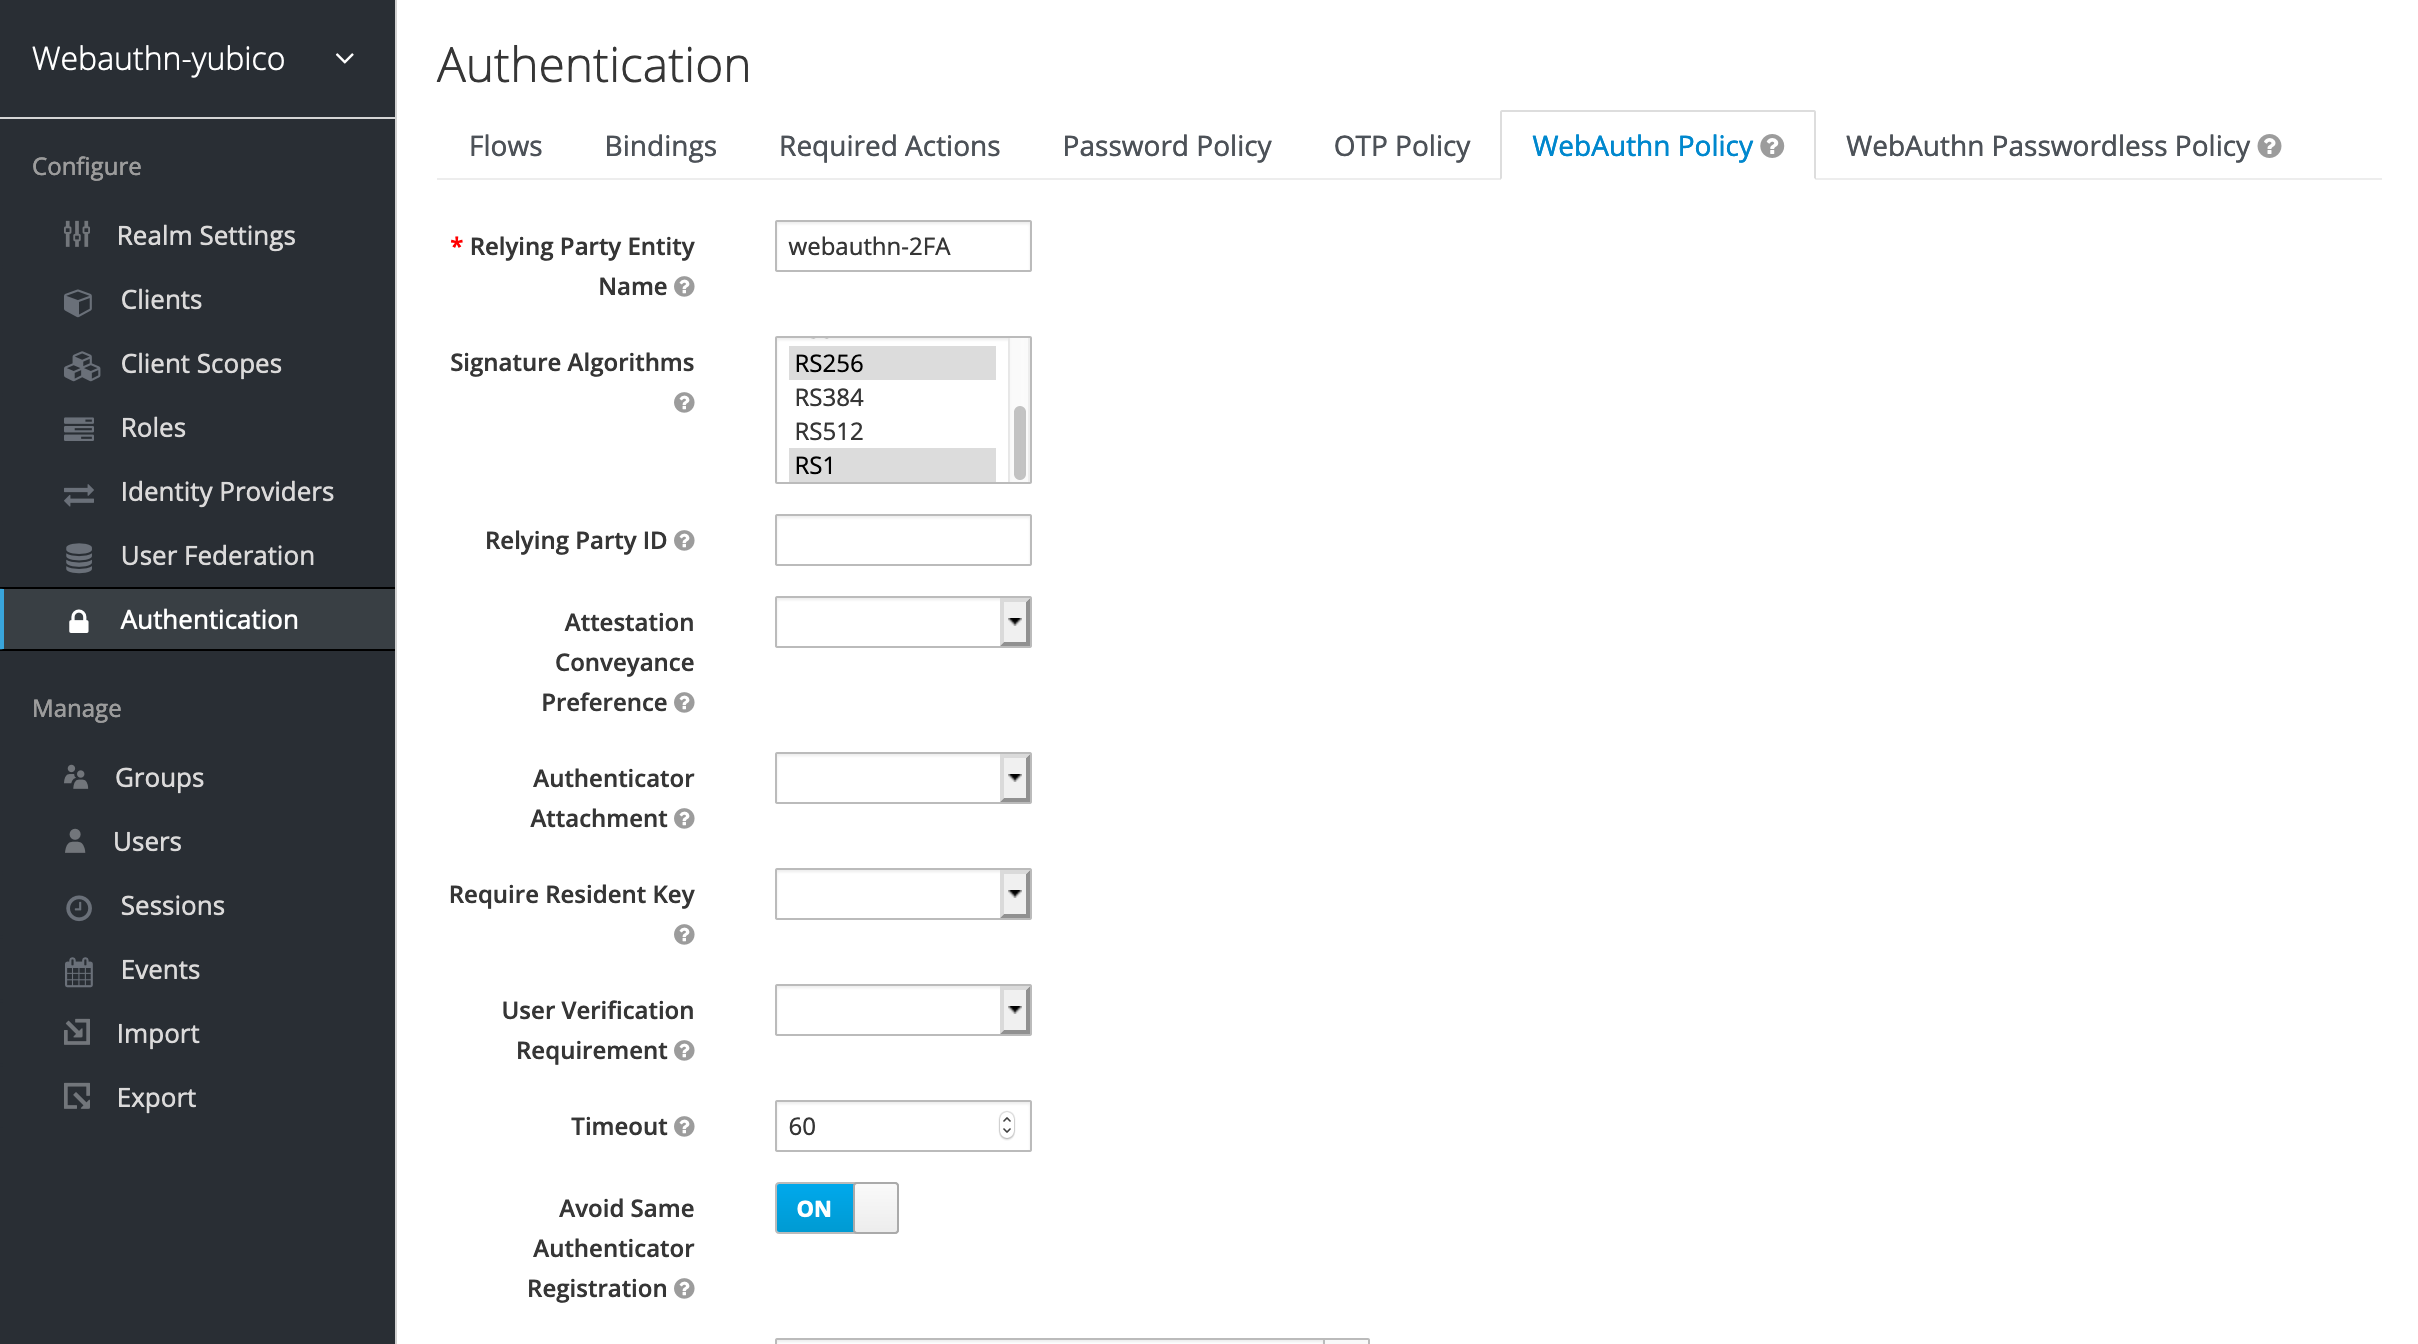 Webauthn-yubico
Configure
Realm Settings
Clients
Client Scopes
Roles
Identity Providers
User Federation
Authentication
Manage
Groups
Users
Sessions
Events
Import
Export
Authentication
Flows Bindings Required Actions Password Policy OTP Policy WebAuthn Policy ? WebAuthn Passwordless Policy ?
* Relying Party Entity
Name ?
webauthn-2FA
Signature Algorithms
?
RS256
RS384
RS512
RS1
Relying Party ID ?
Attestation
Conveyance
Preference ?
Authenticator
Attachment ?
Require Resident Key
?
User Verification
Requirement ?
Timeout ?
60
Avoid Same
Authenticator
Registration ?
ON